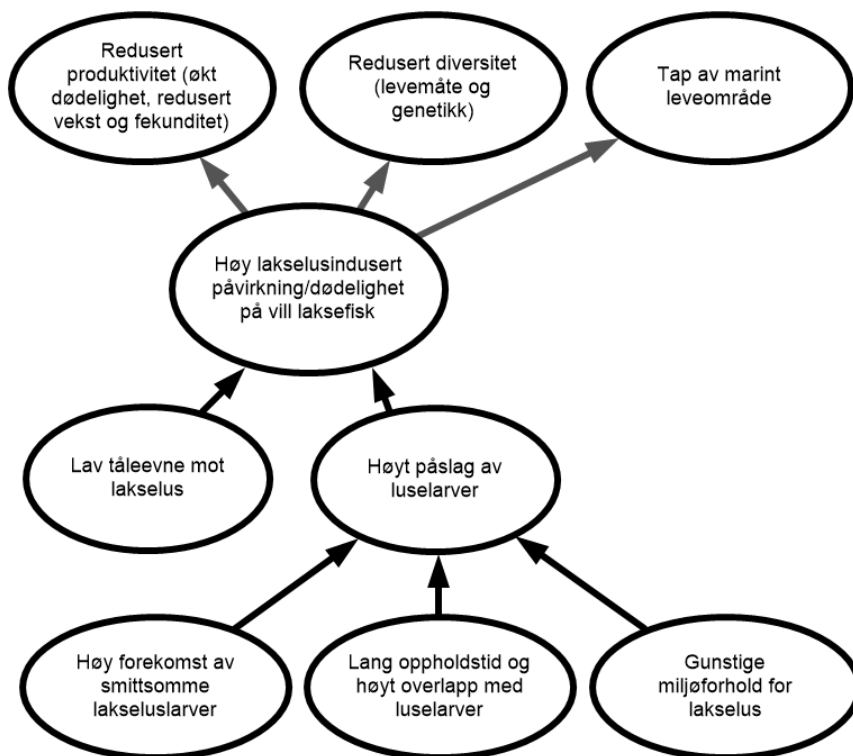 Redusert
produktivitet (økt
dødelighet, redusert
vekst og fekunditet)
Redusert diversitet
(levemåte og
genetikk)
Tap av marint
leveområde
Høy lakselusindusert
påvirkning/dødelighet
på vill laksefisk
Lav tåleevne mot
lakselus
Høyt påslag av
luselarver
Høy forekomst av
smittsomme
lakseluslarver
Lang oppholdstid og
høyt overlapp med
luselarver
Gunstige
miljøforhold for
lakselus